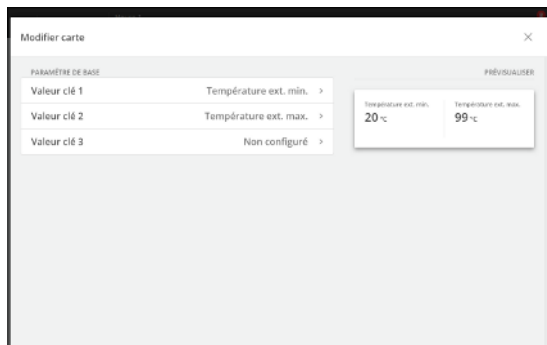 Modifier carte
PARAMÈTRE DE BASE
Valeur clé 1 Température ext. min.
Valeur clé 2 Température ext. max.
Valeur clé 3 Non configuré
PRÉVISUALISER
Température ext. min. Température ext. max.
20 °C 99 °C